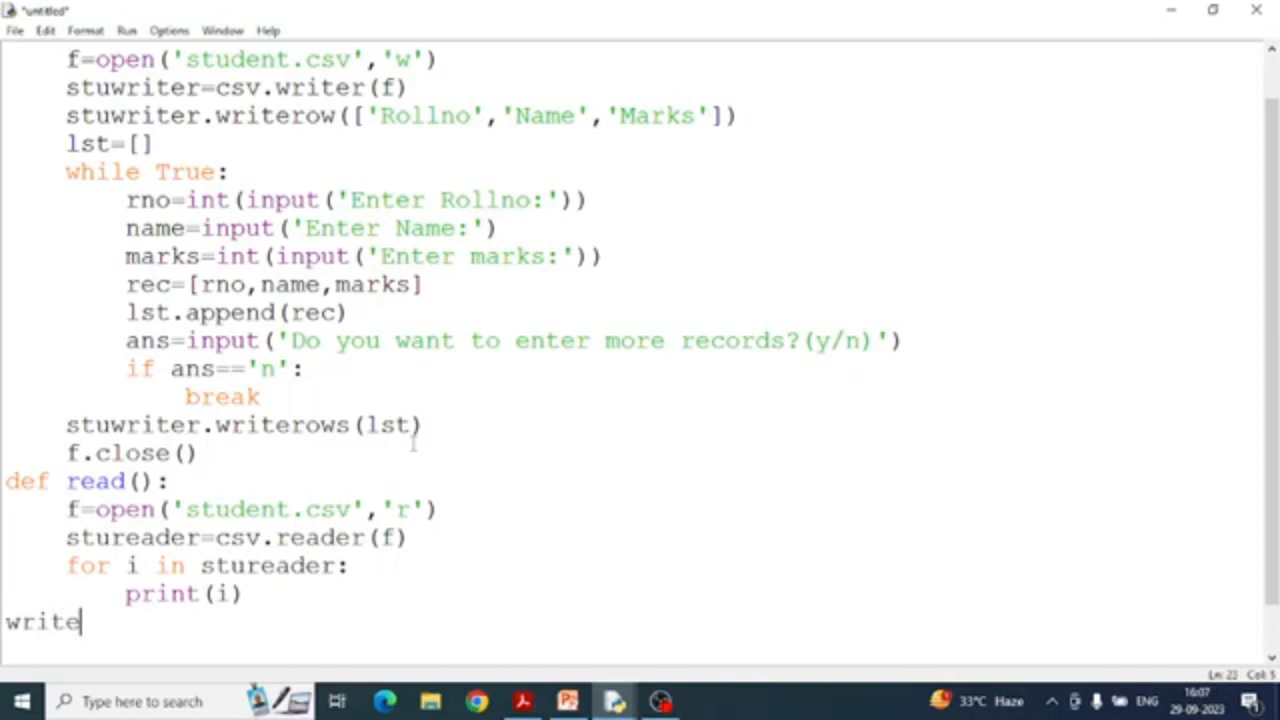 *untitled*
File Edit Format Run Options Window Help
f=open('student.csv','w')
stuwriter=csv.writer(f)
stuwriter.writerow(['Rollno','Name','Marks'])
lst=[]
while True:
rno=int(input('Enter Rollno:'))
name=input('Enter Name:')
marks=int(input('Enter marks:'))
rec=[rno,name,marks]
lst.append(rec)
ans=input('Do you want to enter more records?(y/n)')
if ans=='n':
break
stuwriter.writerows(lst)
f.close()
def read():
f=open('student.csv','r')
stureader=csv.reader(f)
for i in stureader:
print(i)
write
Ln: 23 Col: 5
Type here to search
33°C Haze
ENG
16:07
29-09-2023